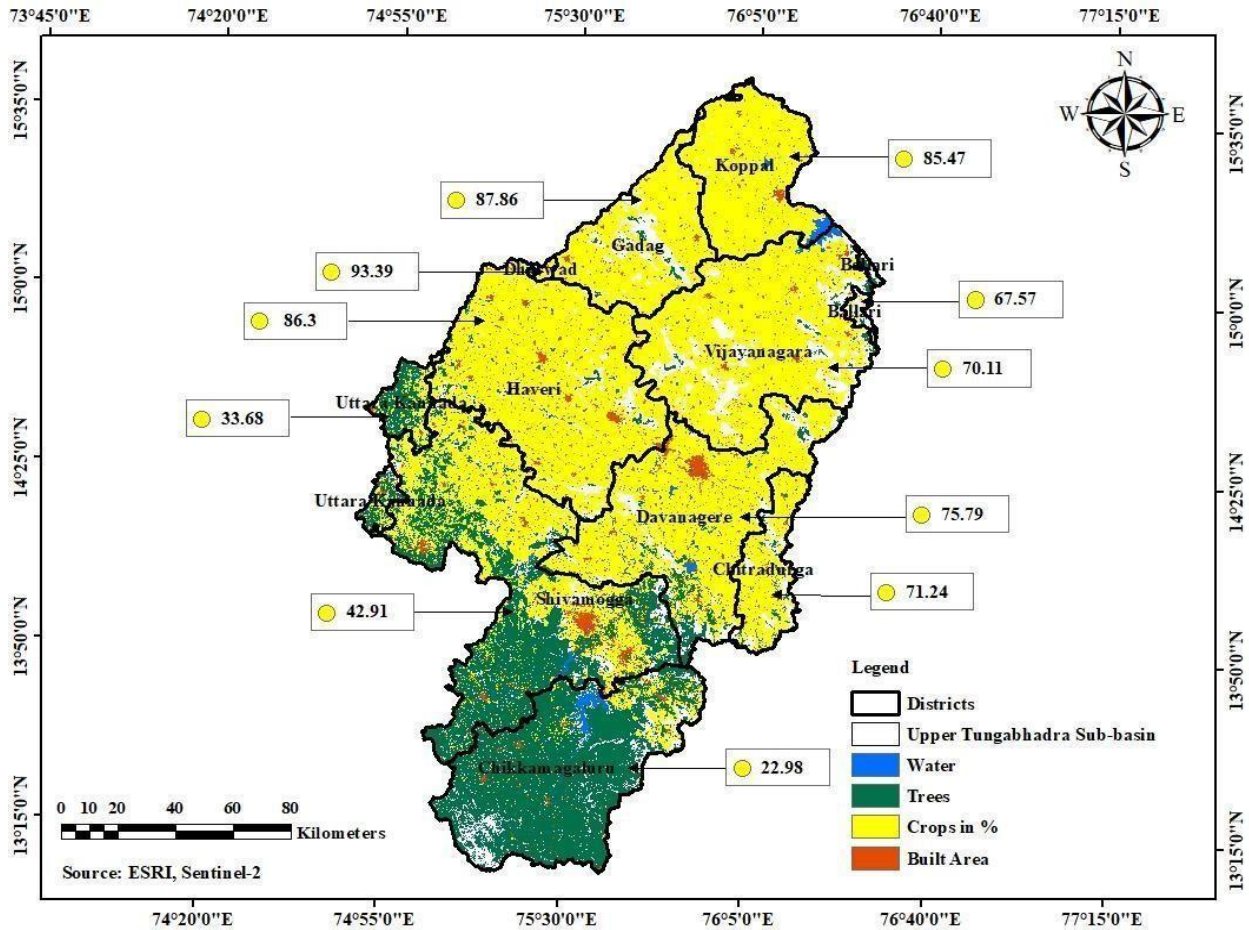 73°45'0"E 74°20'0"E 74°55'0"E 75°30'0"E 76°5'0"E 76°40'0"E 77°15'0"E
N
W E
S
15°35'0"N
15°35'0"N
85.47
Koppal
87.86
Gadag
93.39
Dharwad
Ballari
15°0'0"N
15°0'0"N
67.57
Ballari
86.3
Vijayanagara
70.11
Haveri
Uttara Kannada
33.68
14°25'0"N
14°25'0"N
Uttara Kannada
Davanagere
75.79
Chitradurga
71.24
Shivamogga
42.91
13°50'0"N
13°50'0"N
Chikkamagaluru
22.98
Legend
Districts
Upper Tungabhadra Sub-basin
Water
Trees
Crops in %
Built Area
0 10 20 40 60 80
Kilometers
13°15'0"N
13°15'0"N
Source: ESRI, Sentinel-2
74°20'0"E 74°55'0"E 75°30'0"E 76°5'0"E 76°40'0"E 77°15'0"E